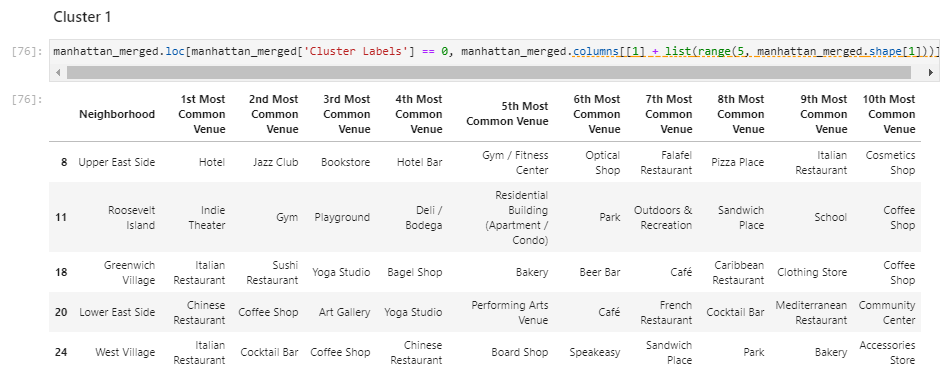 Cluster 1
[76]: manhattan_merged.loc[manhattan_merged['Cluster Labels'] == 0, manhattan_merged.columns[[1] + list(range(5, manhattan_merged.shape[1]))]]
[76]:
Neighborhood 1st Most Common Venue 2nd Most Common Venue 3rd Most Common Venue 4th Most Common Venue 5th Most Common Venue 6th Most Common Venue 7th Most Common Venue 8th Most Common Venue 9th Most Common Venue 10th Most Common Venue
8 Upper East Side Hotel Jazz Club Bookstore Hotel Bar Gym / Fitness Center Optical Shop Falafel Restaurant Pizza Place Italian Restaurant Cosmetics Shop
11 Roosevelt Island Indie Theater Gym Playground Deli / Bodega Residential Building (Apartment / Condo) Park Outdoors & Recreation Sandwich Place School Coffee Shop
18 Greenwich Village Italian Restaurant Sushi Restaurant Yoga Studio Bagel Shop Bakery Beer Bar Café Caribbean Restaurant Clothing Store Coffee Shop
20 Lower East Side Chinese Restaurant Coffee Shop Art Gallery Yoga Studio Performing Arts Venue Café French Restaurant Cocktail Bar Mediterranean Restaurant Community Center
24 West Village Italian Restaurant Cocktail Bar Coffee Shop Chinese Restaurant Board Shop Speakeasy Sandwich Place Park Bakery Accessories Store